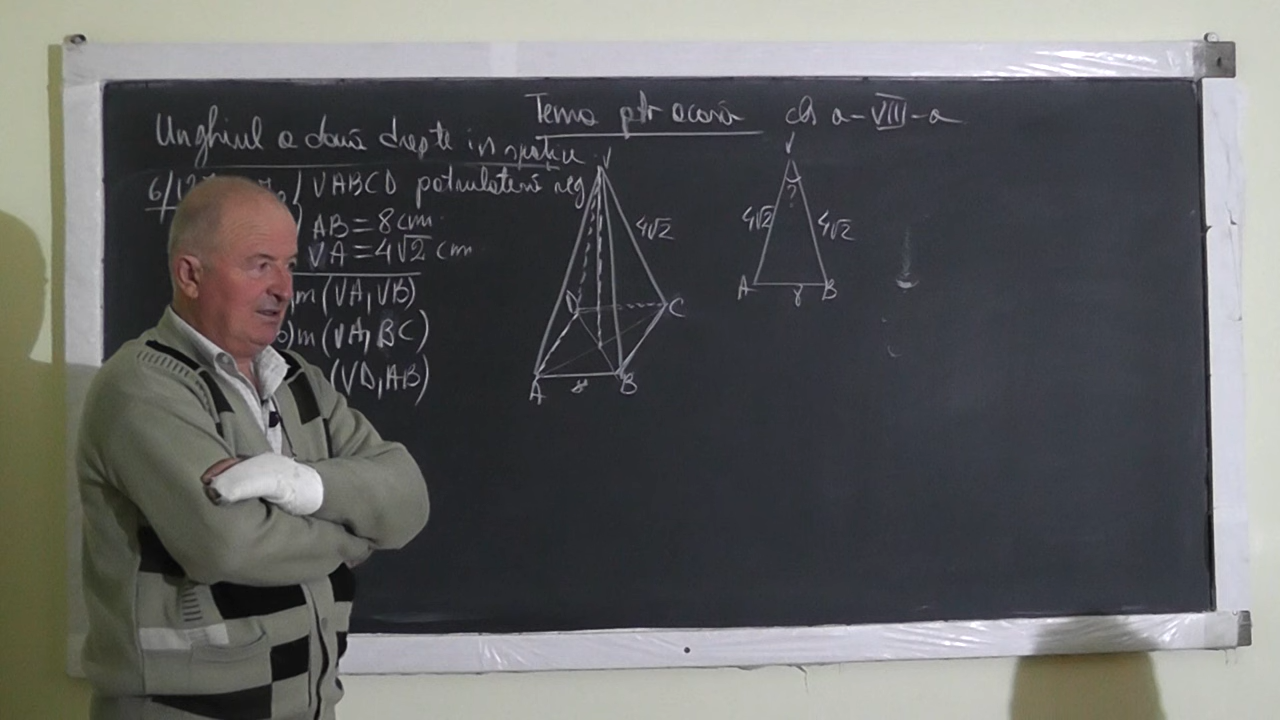 Tema ptr acasă cls a-VIII-a
Unghiul a două drepte în spațiu
VABCD patrulateră reg
AB = 8 cm
VA = 4√2 cm
m(VA, VB)
b) m(VA, BC)
(VD, AB)
V
4√2
D
C
A
8
B
V
?
4√2
4√2
A
8
B